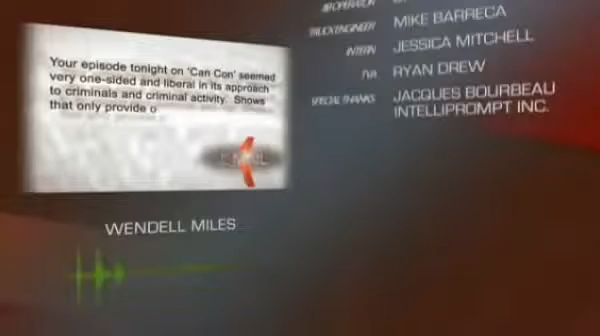 Your episode tonight on 'Can Con' seemed
very one-sided and liberal in its approach
to criminals and criminal activity. Shows
that only provide o
WENDELL MILES
MIKE BARRECA
TRUCK ENGINEER
JESSICA MITCHELL
INTERN
RYAN DREW
TVA
JACQUES BOURBEAU
SPECIAL THANKS
INTELLIPROMPT INC.